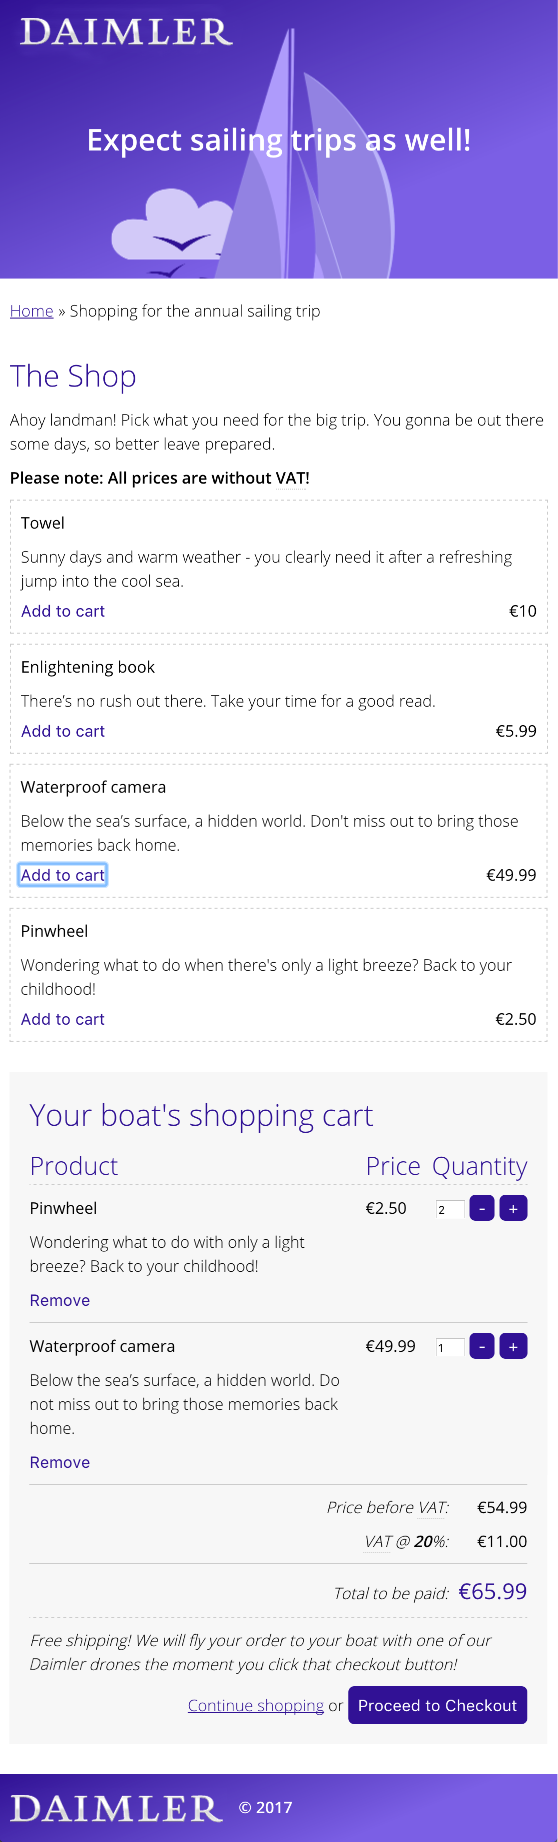 DAIMLER
Expect sailing trips as well!
Home » Shopping for the annual sailing trip
The Shop
Ahoy landman! Pick what you need for the big trip. You gonna be out there
some days, so better leave prepared.
Please note: All prices are without VAT!
Towel
Sunny days and warm weather - you clearly need it after a refreshing
jump into the cool sea.
Add to cart €10
Enlightening book
There's no rush out there. Take your time for a good read.
Add to cart €5.99
Waterproof camera
Below the sea's surface, a hidden world. Don't miss out to bring those
memories back home.
Add to cart €49.99
Pinwheel
Wondering what to do when there's only a light breeze? Back to your
childhood!
Add to cart €2.50
Your boat's shopping cart
Product Price Quantity
Pinwheel €2.50 2 - +
Wondering what to do with only a light
breeze? Back to your childhood!
Remove
Waterproof camera €49.99 1 - +
Below the sea's surface, a hidden world. Do
not miss out to bring those memories back
home.
Remove
Price before VAT: €54.99
VAT @ 20%: €11.00
Total to be paid: €65.99
Free shipping! We will fly your order to your boat with one of our
Daimler drones the moment you click that checkout button!
Continue shopping or Proceed to Checkout
DAIMLER © 2017